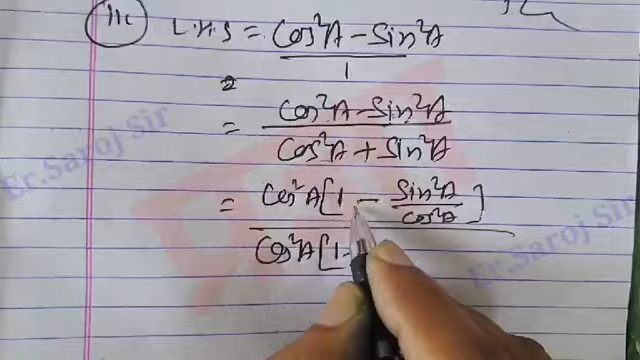 iii L.H.S = cos²A - sin²A
1
= cos²A - sin²A
cos²A + sin²A
= cos²A [1 - sin²A / cos²A]
cos²A [1
Er.Saroj Sir
Er.Saroj Sir